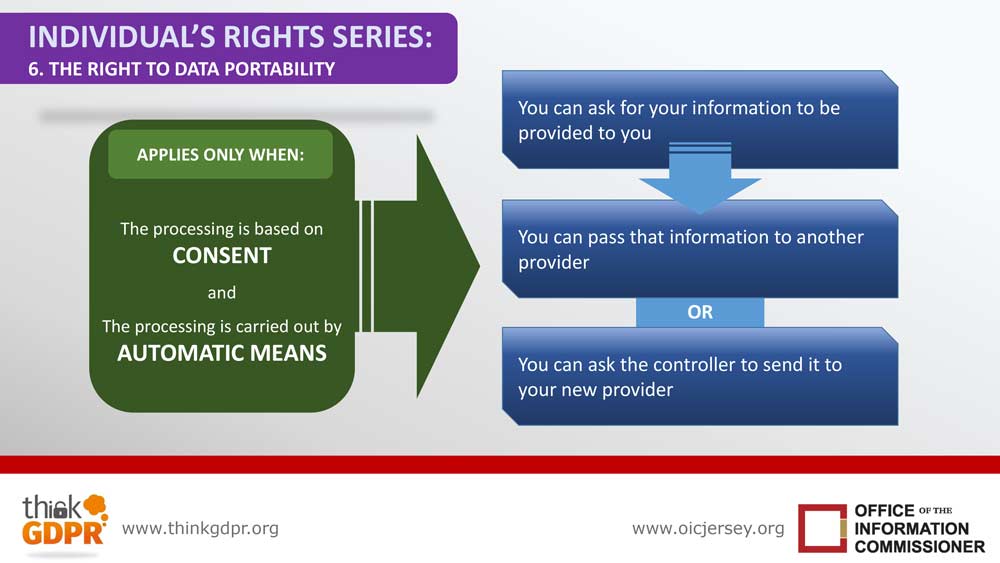 INDIVIDUAL’S RIGHTS SERIES:
6. THE RIGHT TO DATA PORTABILITY
APPLIES ONLY WHEN:
The processing is based on
CONSENT
and
The processing is carried out by
AUTOMATIC MEANS
You can ask for your information to be
provided to you
You can pass that information to another
provider
OR
You can ask the controller to send it to
your new provider
think
GDPR
www.thinkgdpr.org
www.oicjersey.org
OFFICE OF THE
INFORMATION
COMMISSIONER